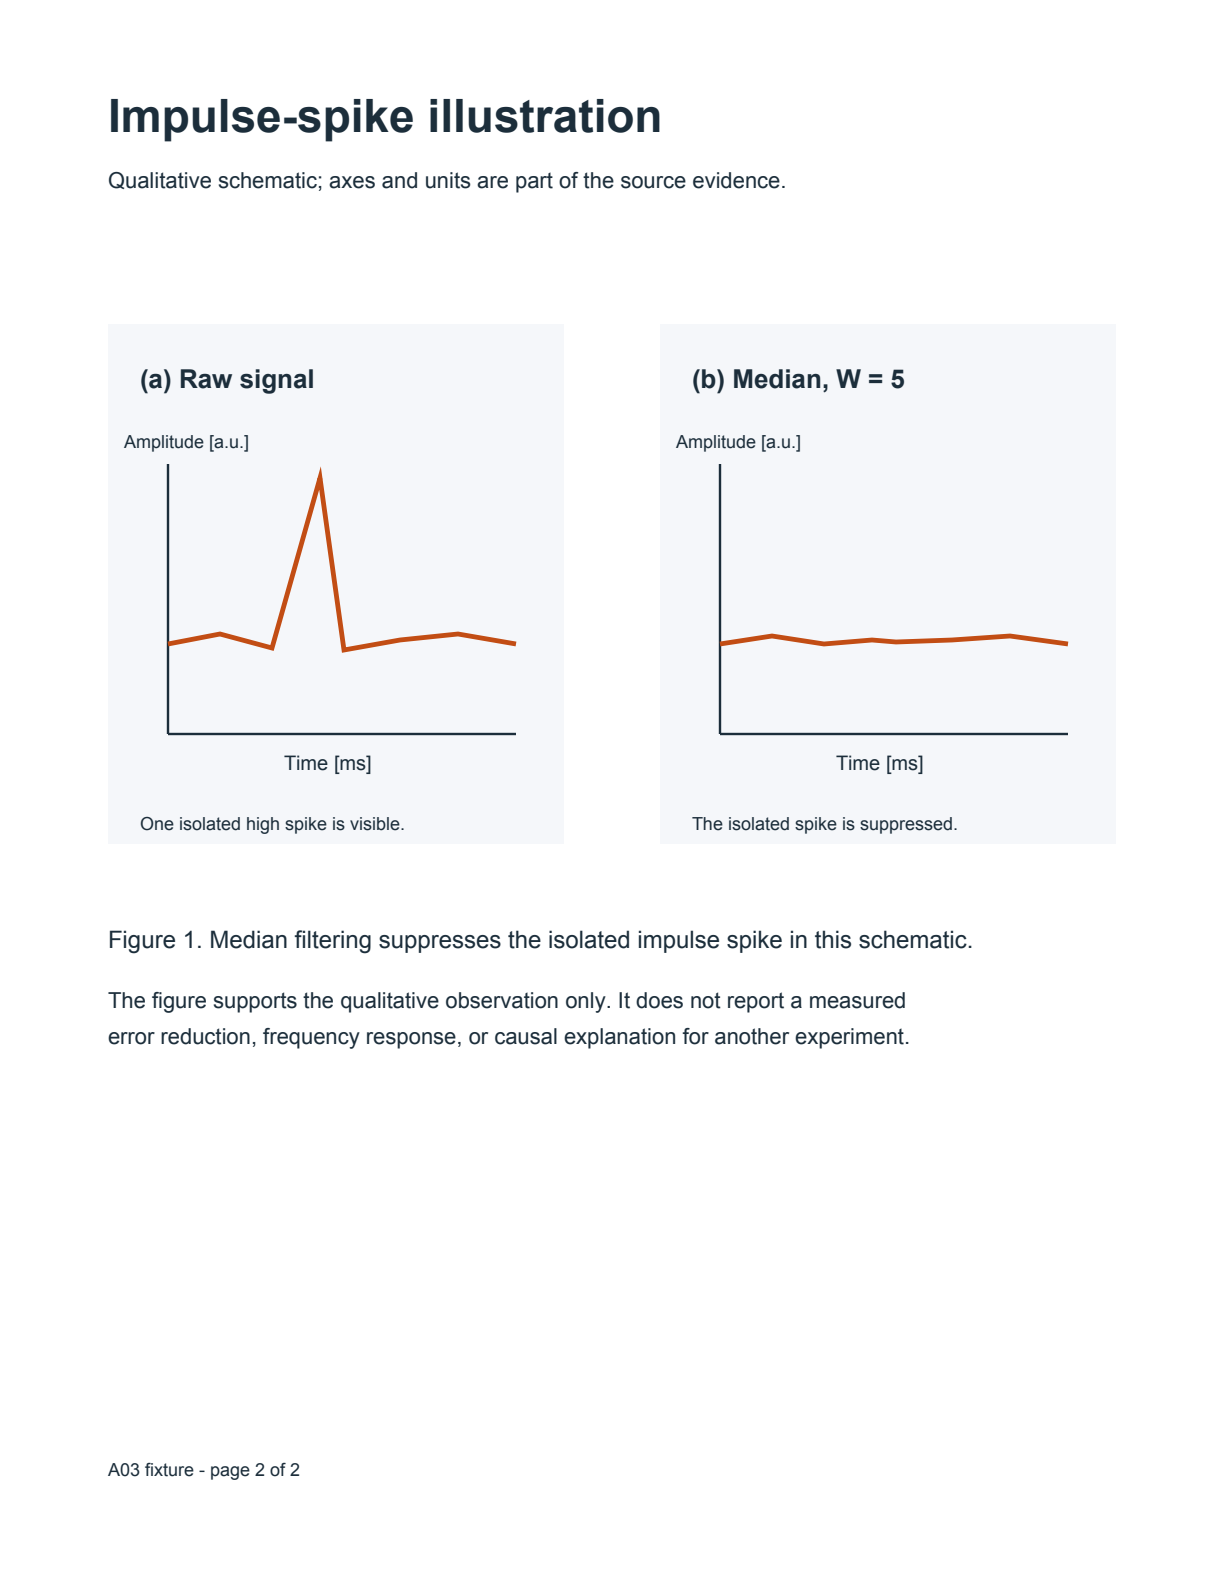 Impulse-spike illustration
Qualitative schematic; axes and units are part of the source evidence.
(a) Raw signal
Amplitude [a.u.]
Time [ms]
One isolated high spike is visible.
(b) Median, W = 5
Amplitude [a.u.]
Time [ms]
The isolated spike is suppressed.
Figure 1. Median filtering suppresses the isolated impulse spike in this schematic.
The figure supports the qualitative observation only. It does not report a measured
error reduction, frequency response, or causal explanation for another experiment.
A03 fixture - page 2 of 2